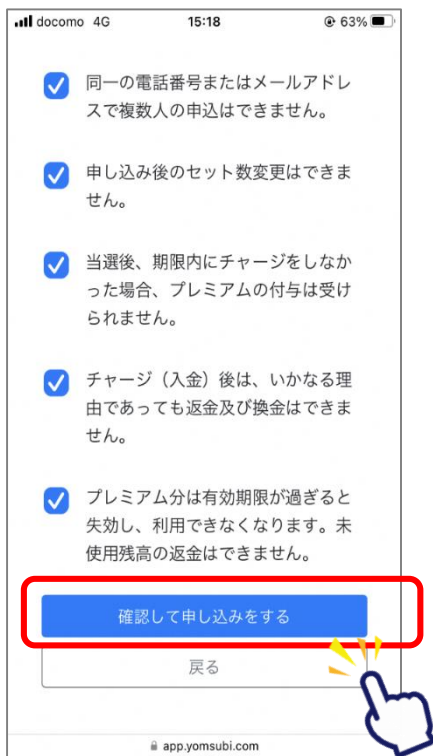 docomo 4G 15:18 63%
同一の電話番号またはメールアドレ
スで複数人の申込はできません。
申し込み後のセット数変更はできま
せん。
当選後、期限内にチャージをしなか
った場合、プレミアムの付与は受け
られません。
チャージ（入金）後は、いかなる理
由であっても返金及び換金はできま
せん。
プレミアム分は有効期限が過ぎると
失効し、利用できなくなります。未
使用残高の返金はできません。
確認して申し込みをする
戻る
app.yomsubi.com